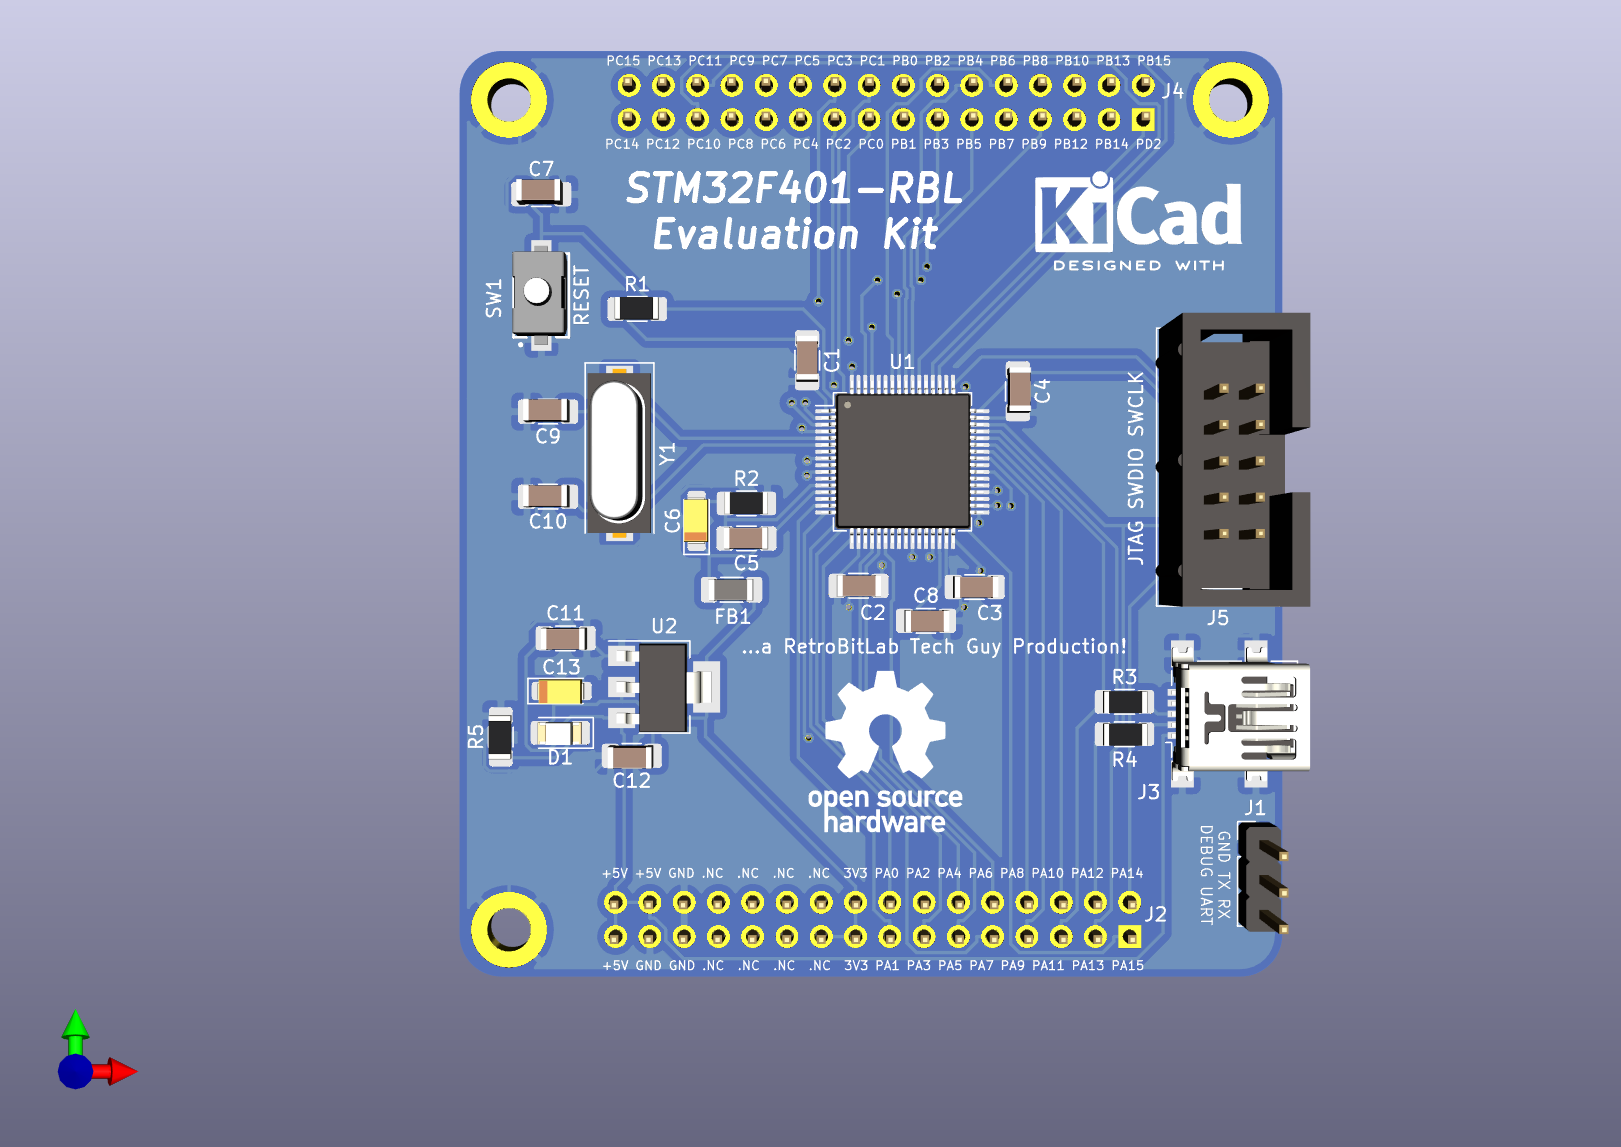 PC15 PC13 PC11 PC9 PC7 PC5 PC3 PC1 PB0 PB2 PB4 PB6 PB8 PB10 PB13 PB15
J4
PC14 PC12 PC10 PC8 PC6 PC4 PC2 PC0 PB1 PB3 PB5 PB7 PB9 PB12 PB14 PD2
C7
STM32F401-RBL
Evaluation Kit
KiCad
DESIGNED WITH
SW1
RESET
R1
C1
U1
C4
JTAG SWDIO SWCLK
C9
Y1
R2
C10
C6
C5
FB1
C2
C8
C3
J5
C11
U2
...a RetroBitLab Tech Guy Production!
C13
R3
R5
D1
R4
C12
J3
open source
hardware
J1
GND TX RX
DEBUG UART
+5V +5V GND .NC .NC .NC .NC 3V3 PA0 PA2 PA4 PA6 PA8 PA10 PA12 PA14
J2
+5V GND GND .NC .NC .NC .NC 3V3 PA1 PA3 PA5 PA7 PA9 PA11 PA13 PA15